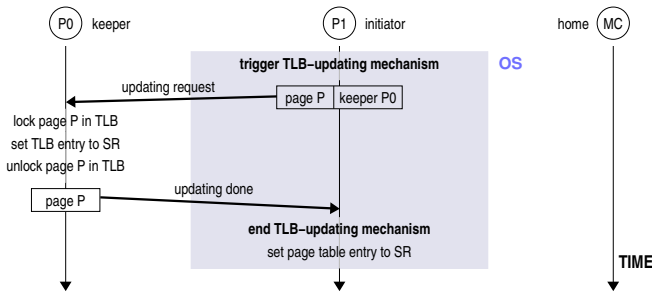 P0 keeper
P1 initiator
home MC
trigger TLB-updating mechanism
OS
updating request
page P keeper P0
lock page P in TLB
set TLB entry to SR
unlock page P in TLB
page P
updating done
end TLB-updating mechanism
set page table entry to SR
TIME